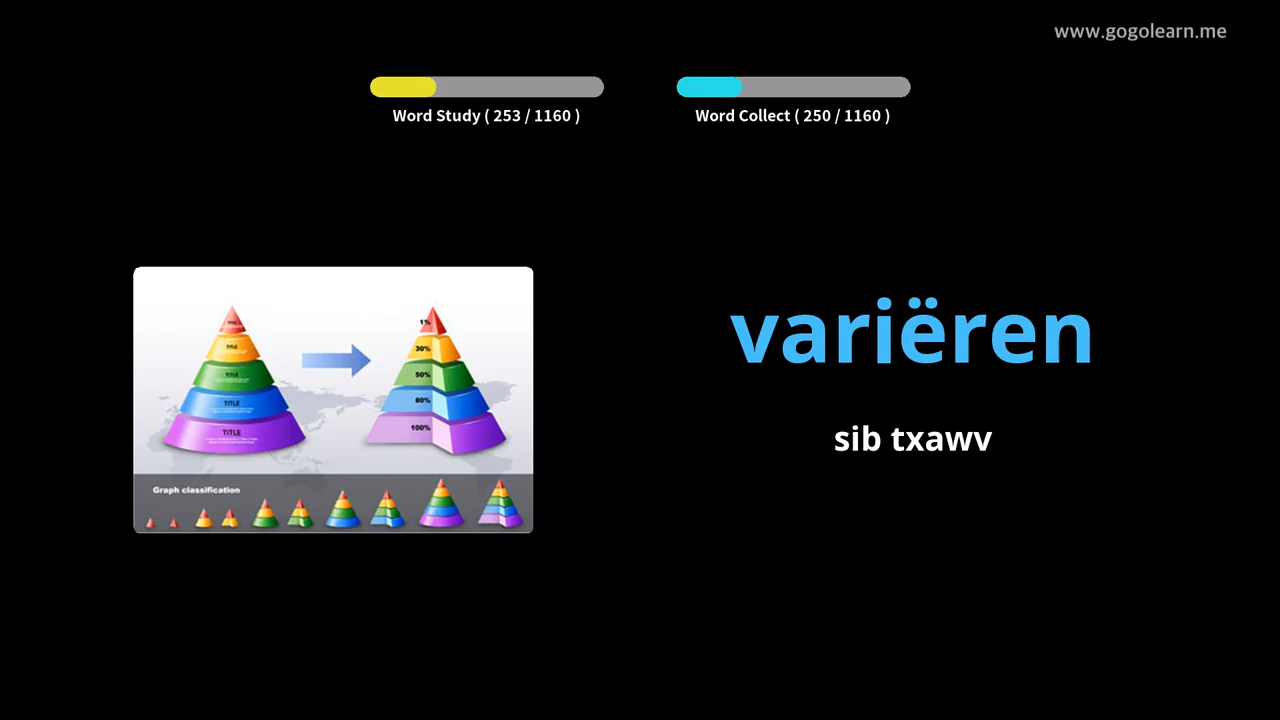 www.gogolearn.me
Word Study ( 253 / 1160 )
Word Collect ( 250 / 1160 )
variëren
sib txawv
TITLE
TITLE
TITLE
TITLE
1%
30%
50%
80%
100%
Graph classification